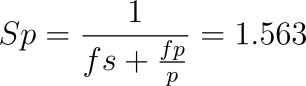 Sp = \frac{1}{fs + \frac{fp}{p}} = 1.563